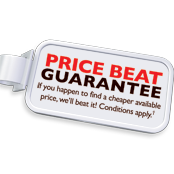 PRICE BEAT
GUARANTEE
If you happen to find a cheaper available
price, we'll beat it! Conditions apply.†